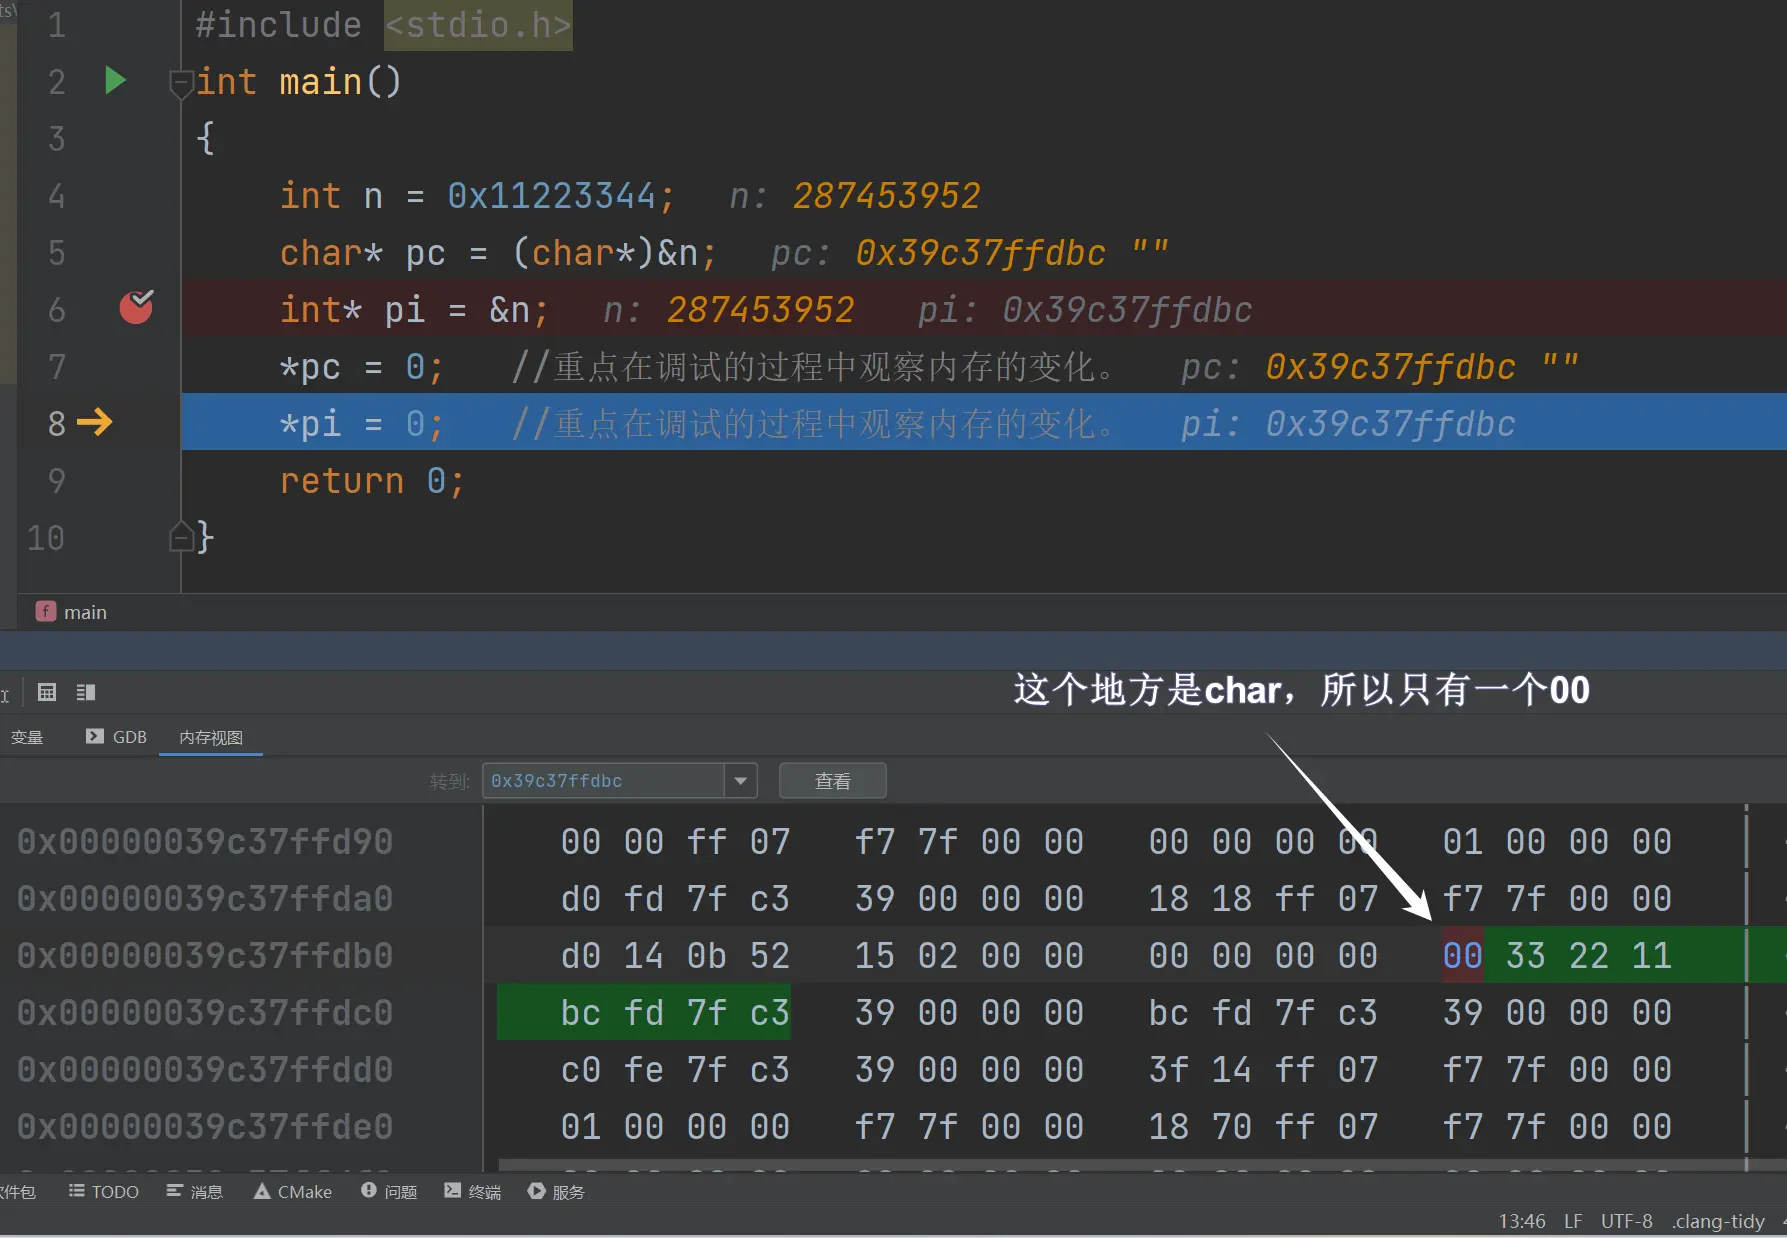 1 #include <stdio.h>
2 int main()
3 {
4 int n = 0x11223344; n: 287453952
5 char* pc = (char*)&n; pc: 0x39c37ffdbc ""
6 int* pi = &n; n: 287453952 pi: 0x39c37ffdbc
7 *pc = 0; //重点在调试的过程中观察内存的变化。 pc: 0x39c37ffdbc ""
8 *pi = 0; //重点在调试的过程中观察内存的变化。 pi: 0x39c37ffdbc
9 return 0;
10 }
f main
这个地方是char，所以只有一个00
变量 GDB 内存视图
转到: 0x39c37ffdbc 查看
0x00000039c37ffd90 00 00 ff 07 f7 7f 00 00 00 00 00 00 01 00 00 00
0x00000039c37ffda0 d0 fd 7f c3 39 00 00 00 18 18 ff 07 f7 7f 00 00
0x00000039c37ffdb0 d0 14 0b 52 15 02 00 00 00 00 00 00 00 33 22 11
0x00000039c37ffdc0 bc fd 7f c3 39 00 00 00 bc fd 7f c3 39 00 00 00
0x00000039c37ffdd0 c0 fe 7f c3 39 00 00 00 3f 14 ff 07 f7 7f 00 00
0x00000039c37ffde0 01 00 00 00 f7 7f 00 00 18 70 ff 07 f7 7f 00 00
件包 TODO 消息 CMake 问题 终端 服务
13:46 LF UTF-8 .clang-tidy